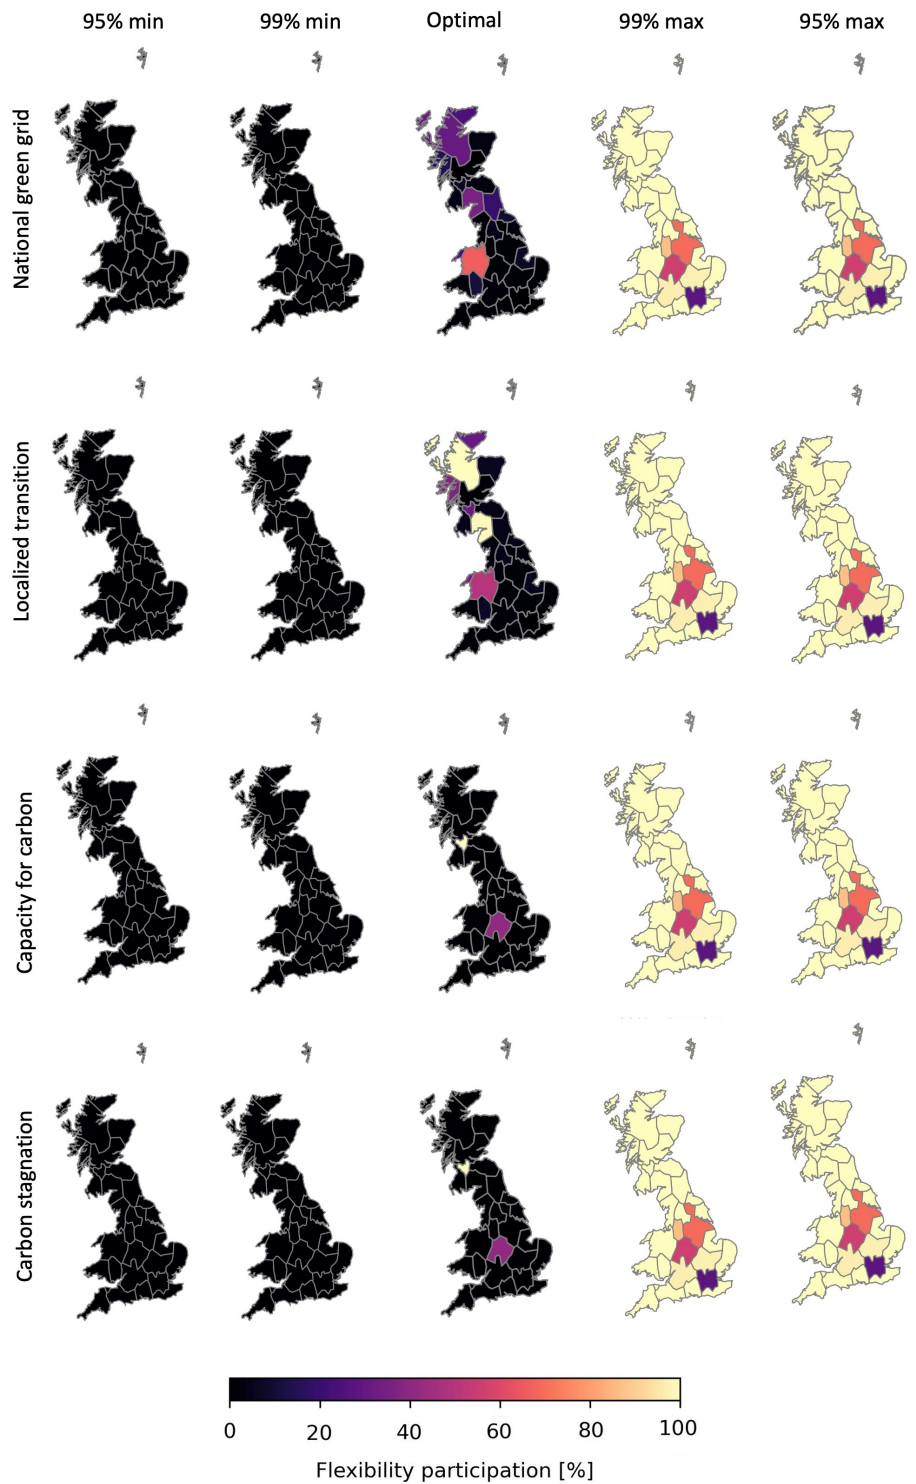 95% min
99% min
Optimal
99% max
95% max
National green grid
Localized transition
Capacity for carbon
Carbon stagnation
0
20
40
60
80
100
Flexibility participation [%]